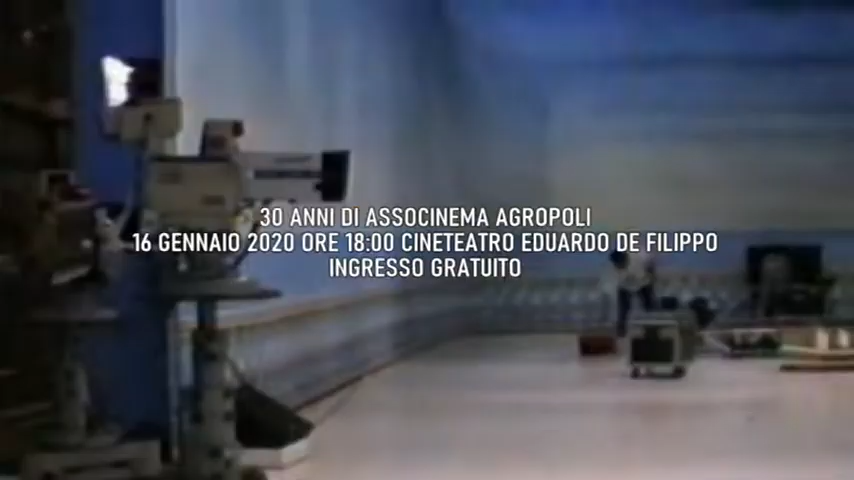 30 ANNI DI ASSOCINEMA AGROPOLI
16 GENNAIO 2020 ORE 18:00 CINETEATRO EDUARDO DE FILIPPO
INGRESSO GRATUITO